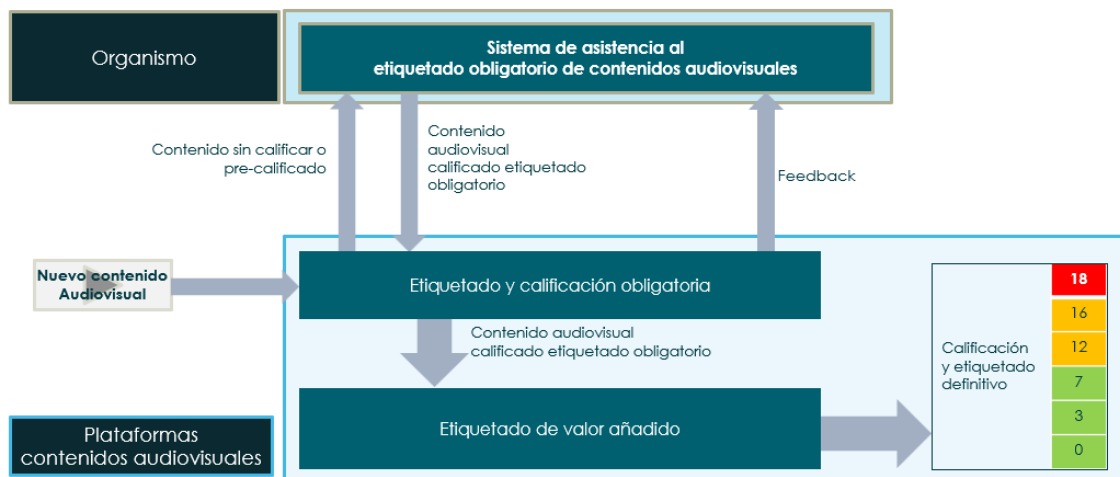 Organismo
Sistema de asistencia al
etiquetado obligatorio de contenidos audiovisuales
Contenido sin calificar o
pre-calificado
Contenido
audiovisual
calificado etiquetado
obligatorio
Feedback
Nuevo contenido
Audiovisual
Etiquetado y calificación obligatoria
Contenido audiovisual
calificado etiquetado obligatorio
Etiquetado de valor añadido
Calificación
y etiquetado
definitivo
18
16
12
7
3
0
Plataformas
contenidos audiovisuales